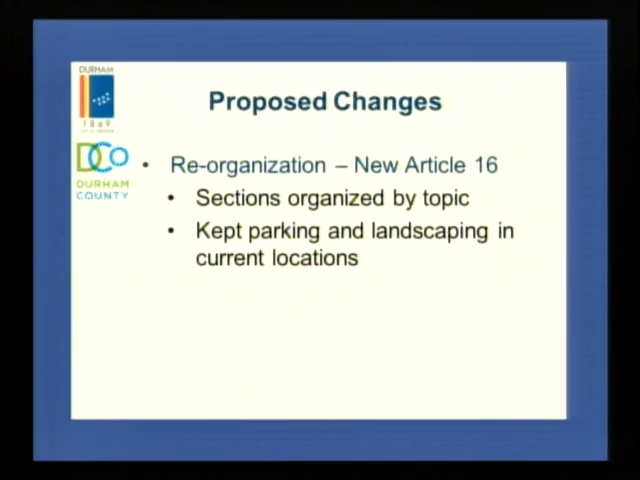 DURHAM
1869
Proposed Changes
DCo
DURHAM
COUNTY
• Re-organization – New Article 16
• Sections organized by topic
• Kept parking and landscaping in
current locations